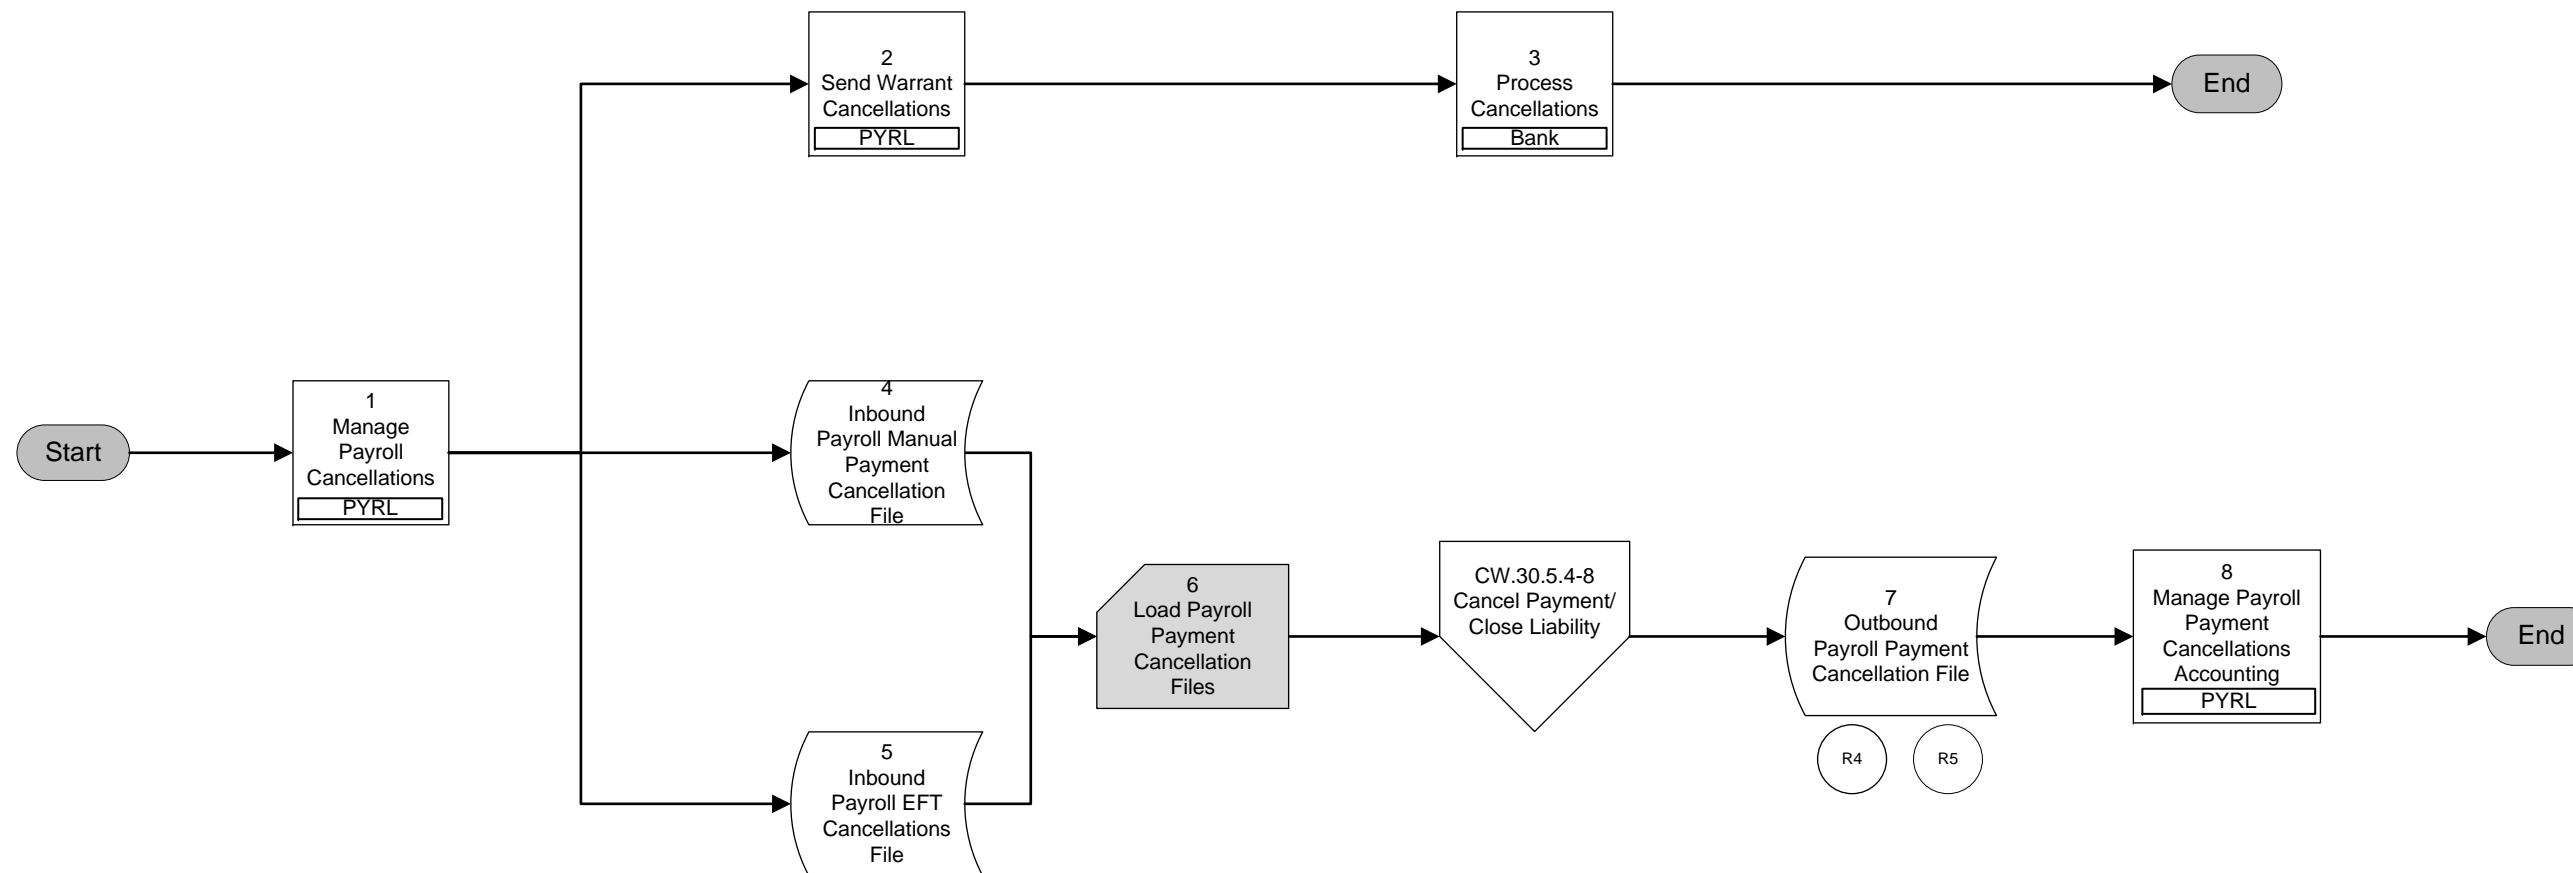 2
Send Warrant
Cancellations
PYRL
3
Process
Cancellations
Bank
End
Start
1
Manage
Payroll
Cancellations
PYRL
4
Inbound
Payroll Manual
Payment
Cancellation
File
5
Inbound
Payroll EFT
Cancellations
File
6
Load Payroll
Payment
Cancellation
Files
CW.30.5.4-8
Cancel Payment/
Close Liability
7
Outbound
Payroll Payment
Cancellation File
R4
R5
8
Manage Payroll
Payment
Cancellations
Accounting
PYRL
End